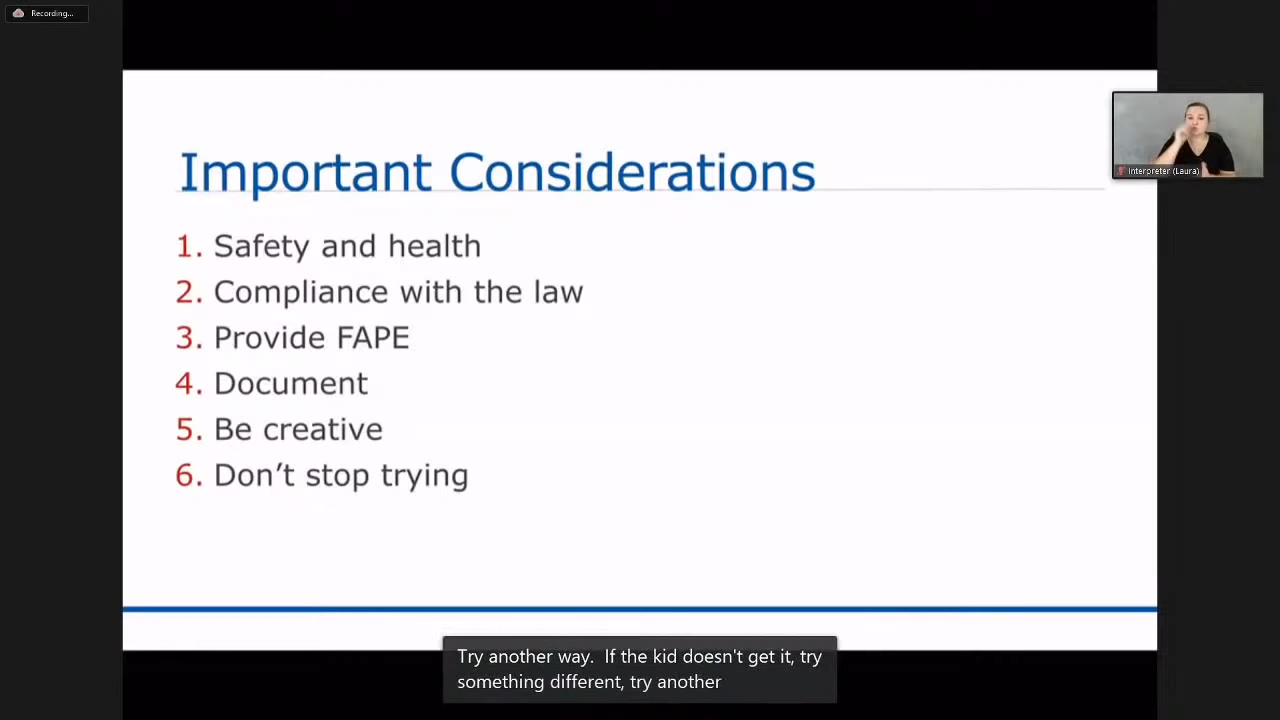 Recording...
Important Considerations
1. Safety and health
2. Compliance with the law
3. Provide FAPE
4. Document
5. Be creative
6. Don’t stop trying
Interpreter (Laura)
Try another way.  If the kid doesn't get it, try
something different, try another